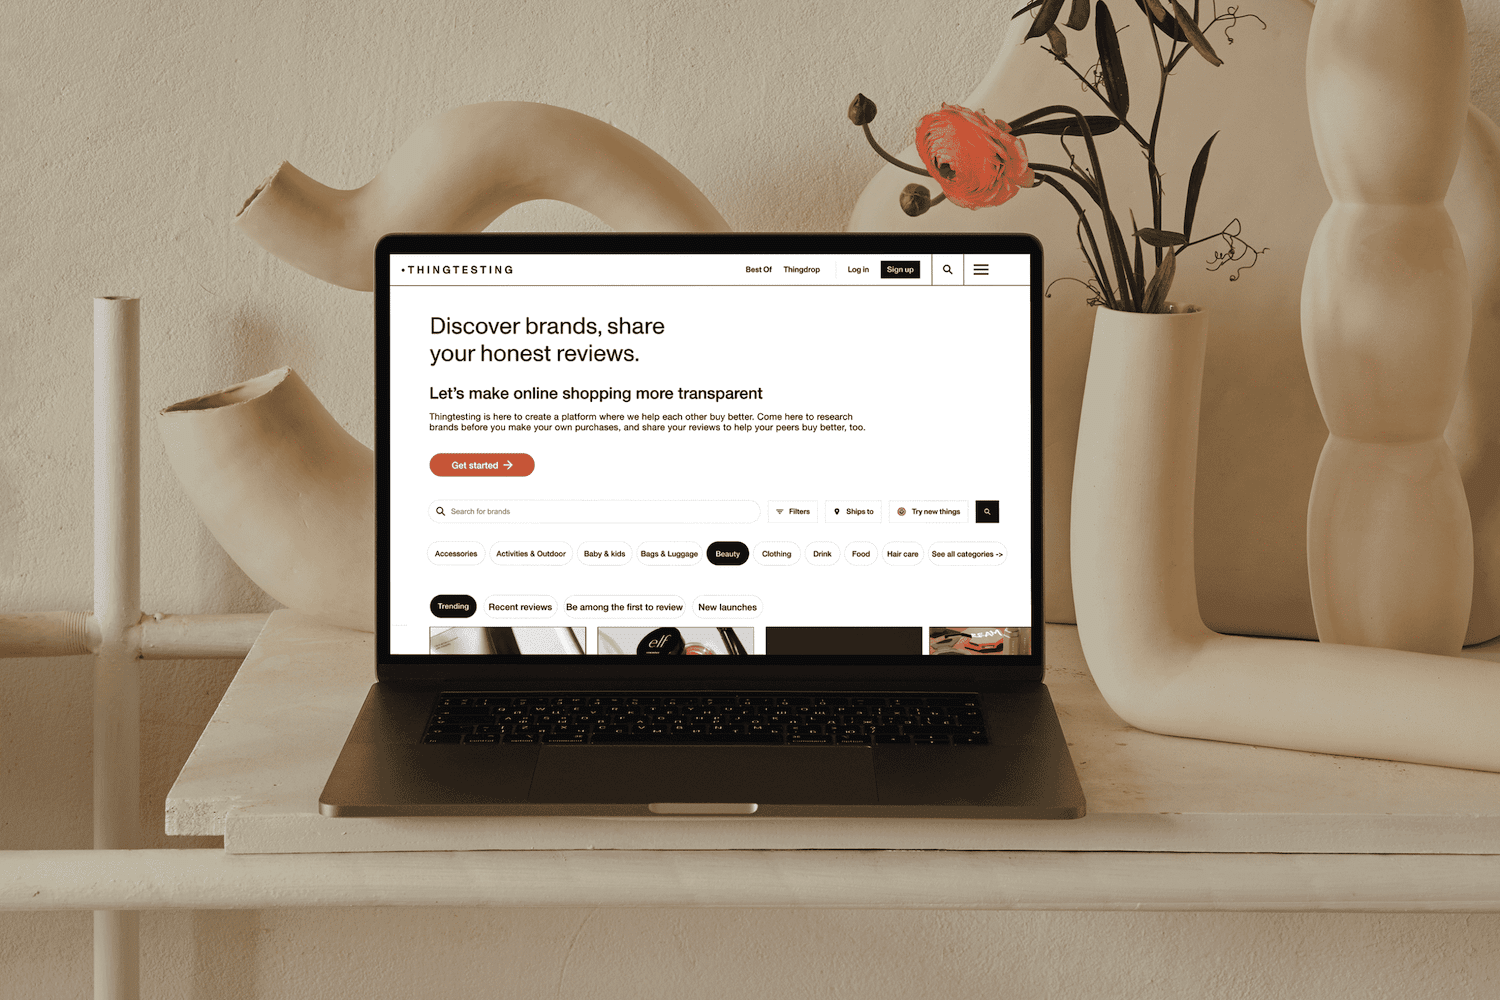 •THINGTESTING
Best Of
Thingdrop
Log in
Sign up
Discover brands, share
your honest reviews.
Let's make online shopping more transparent
Thingtesting is here to create a platform where we help each other buy better. Come here to research
brands before you make your own purchases, and share your reviews to help your peers buy better, too.
Get started →
Search for brands
Filters
Ships to
Try new things
Accessories
Activities & Outdoor
Baby & kids
Bags & Luggage
Beauty
Clothing
Drink
Food
Hair care
See all categories ->
Trending
Recent reviews
Be among the first to review
New launches
elf